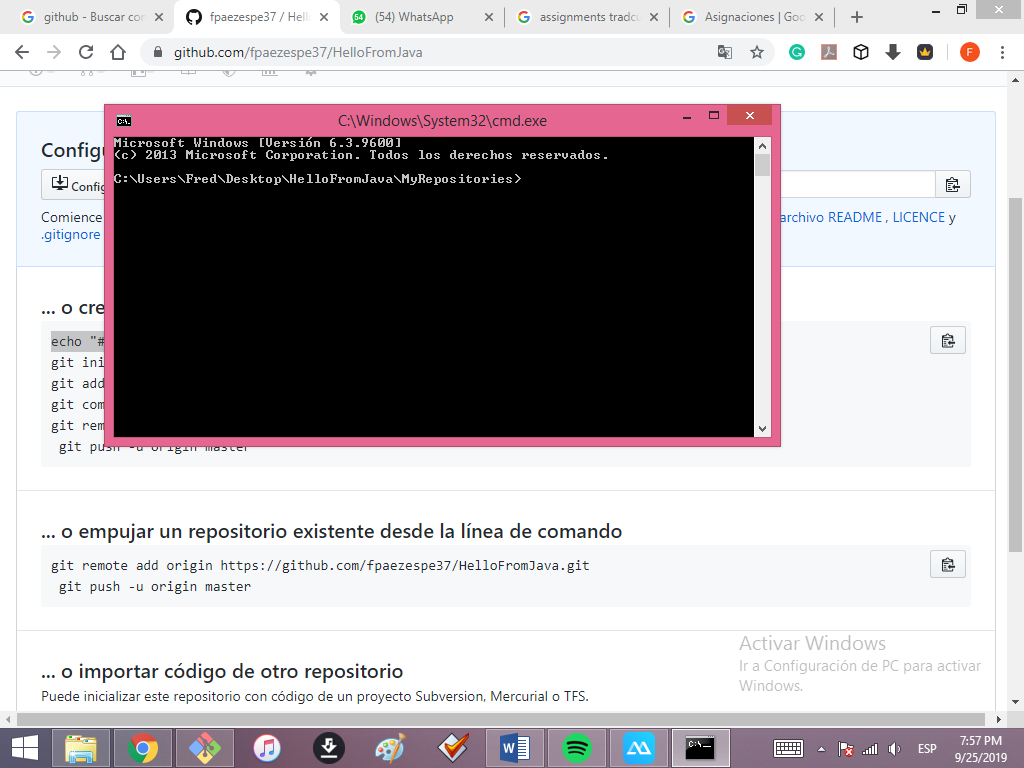 github - Buscar con
fpaezespe37 / Hell
(54) WhatsApp
assignments traducu
Asignaciones | Goo
github.com/fpaezespe37/HelloFromJava
C:\Windows\System32\cmd.exe
Microsoft Windows [Versión 6.3.9600]
(c) 2013 Microsoft Corporation. Todos los derechos reservados.
C:\Users\Fred\Desktop\HelloFromJava\MyRepositories>
Configu
Config
Comience
archivo README , LICENCE y
.gitignore
... o cre
echo "#
git ini
git add
git com
git rem
git push -u origin master
... o empujar un repositorio existente desde la línea de comando
git remote add origin https://github.com/fpaezespe37/HelloFromJava.git
git push -u origin master
... o importar código de otro repositorio
Puede inicializar este repositorio con código de un proyecto Subversion, Mercurial o TFS.
Activar Windows
Ir a Configuración de PC para activar
Windows.
ESP
7:57 PM
9/25/2019